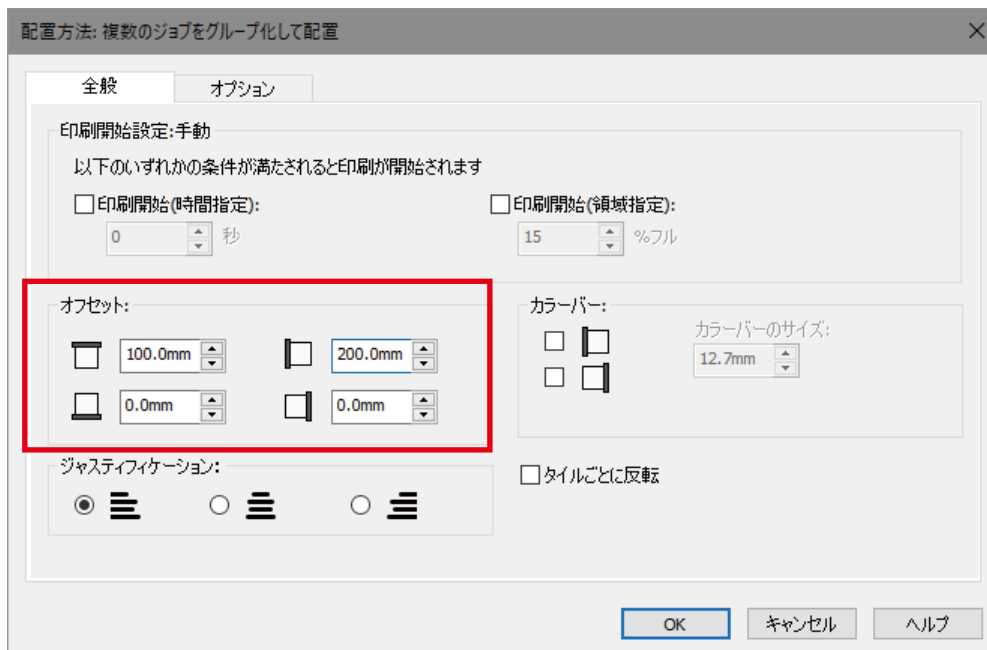 配置方法: 複数のジョブをグループ化して配置
全般
オプション
印刷開始設定:手動
以下のいずれかの条件が満たされると印刷が開始されます
印刷開始(時間指定):
印刷開始(領域指定):
0
秒
15
%フル
オフセット:
100.0mm
200.0mm
0.0mm
0.0mm
カラーバー:
カラーバーのサイズ:
12.7mm
ジャスティフィケーション:
タイルごとに反転
OK
キャンセル
ヘルプ